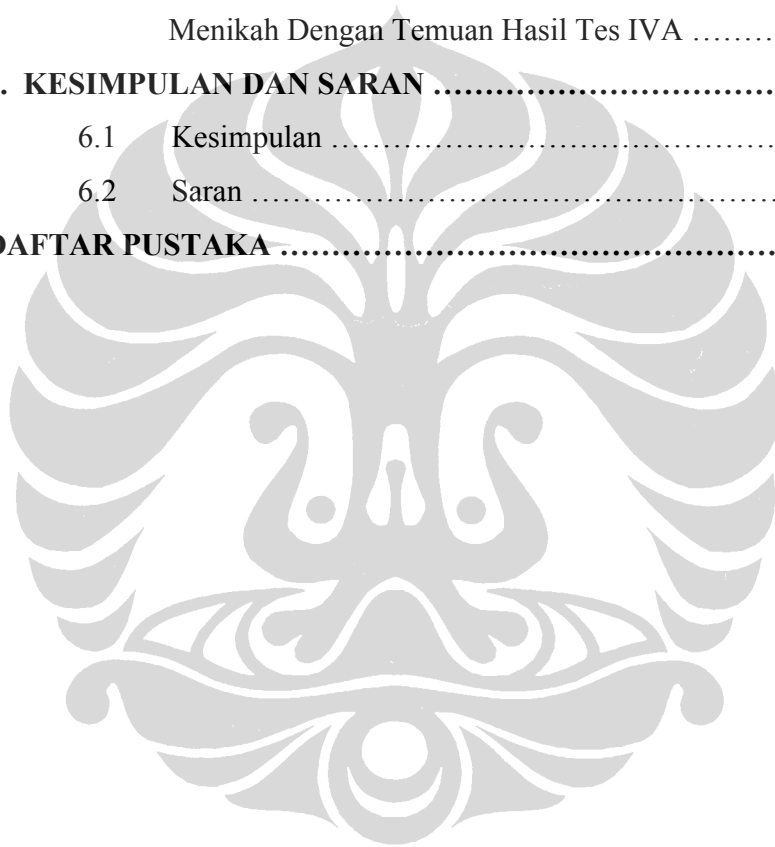 Menikah Dengan Temuan Hasil Tes IVA ………
. KESIMPULAN DAN SARAN ……………………………
6.1 Kesimpulan ………………………………………
6.2 Saran ………………………………………………
DAFTAR PUSTAKA …………………………………………